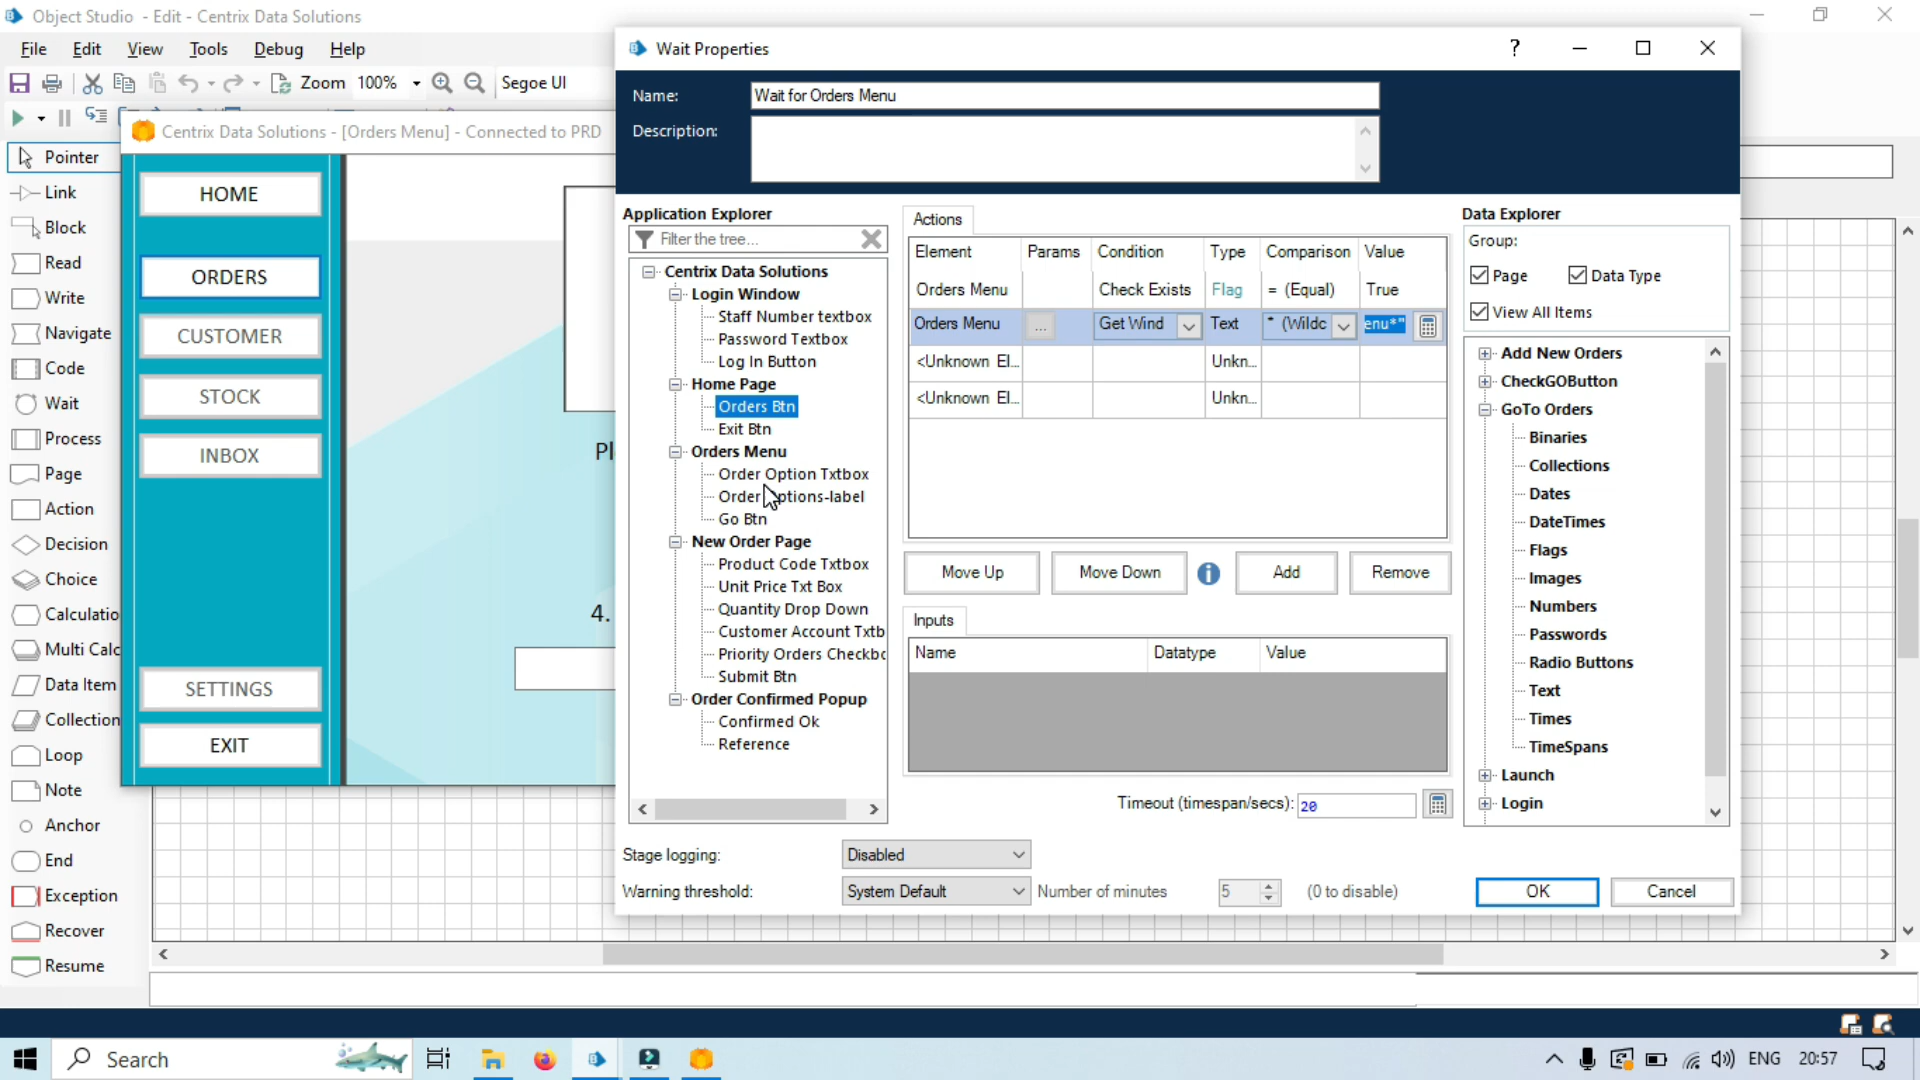 Object Studio - Edit - Centrix Data Solutions
File Edit View Tools Debug Help
Zoom 100% Segoe UI
Pointer
Link
Block
Read
Write
Navigate
Code
Wait
Process
Page
Action
Decision
Choice
Calculatio
Multi Calc
Data Item
Collection
Loop
Note
Anchor
End
Exception
Recover
Resume
Centrix Data Solutions - [Orders Menu] - Connected to PRD
HOME
ORDERS
CUSTOMER
STOCK
INBOX
SETTINGS
EXIT
Pl
4.
Wait Properties
?
Name: Wait for Orders Menu
Description:
Application Explorer
Filter the tree...
Centrix Data Solutions
Login Window
Staff Number textbox
Password Textbox
Log In Button
Home Page
Orders Btn
Exit Btn
Orders Menu
Order Option Txtbox
Order ptions-label
Go Btn
New Order Page
Product Code Txtbox
Unit Price Txt Box
Quantity Drop Down
Customer Account Txtb
Priority Orders Checkbo
Submit Btn
Order Confirmed Popup
Confirmed Ok
Reference
Actions
Element Params Condition Type Comparison Value
Orders Menu Check Exists Flag = (Equal) True
Orders Menu ... Get Wind Text * (Wildc enu*"
<Unknown El... Unkn...
<Unknown El... Unkn...
Move Up Move Down Add Remove
Inputs
Name Datatype Value
Timeout (timespan/secs): 20
Stage logging: Disabled
Warning threshold: System Default Number of minutes 5 (0 to disable)
Data Explorer
Group:
Page Data Type
View All Items
Add New Orders
CheckGOButton
GoTo Orders
Binaries
Collections
Dates
DateTimes
Flags
Images
Numbers
Passwords
Radio Buttons
Text
Times
TimeSpans
Launch
Login
OK Cancel
Search
ENG 20:57